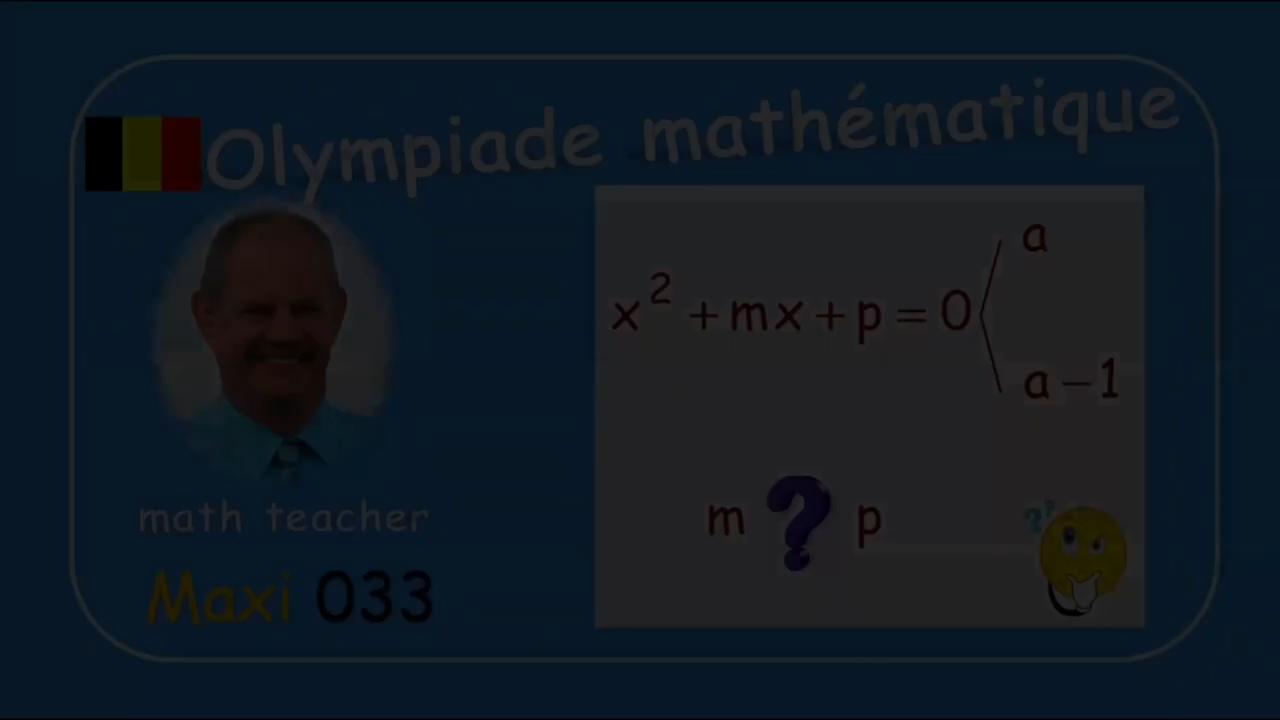 Olympiade mathématique
x² + mx + p = 0
a
a – 1
m ? p
??
math teacher
Maxi 033